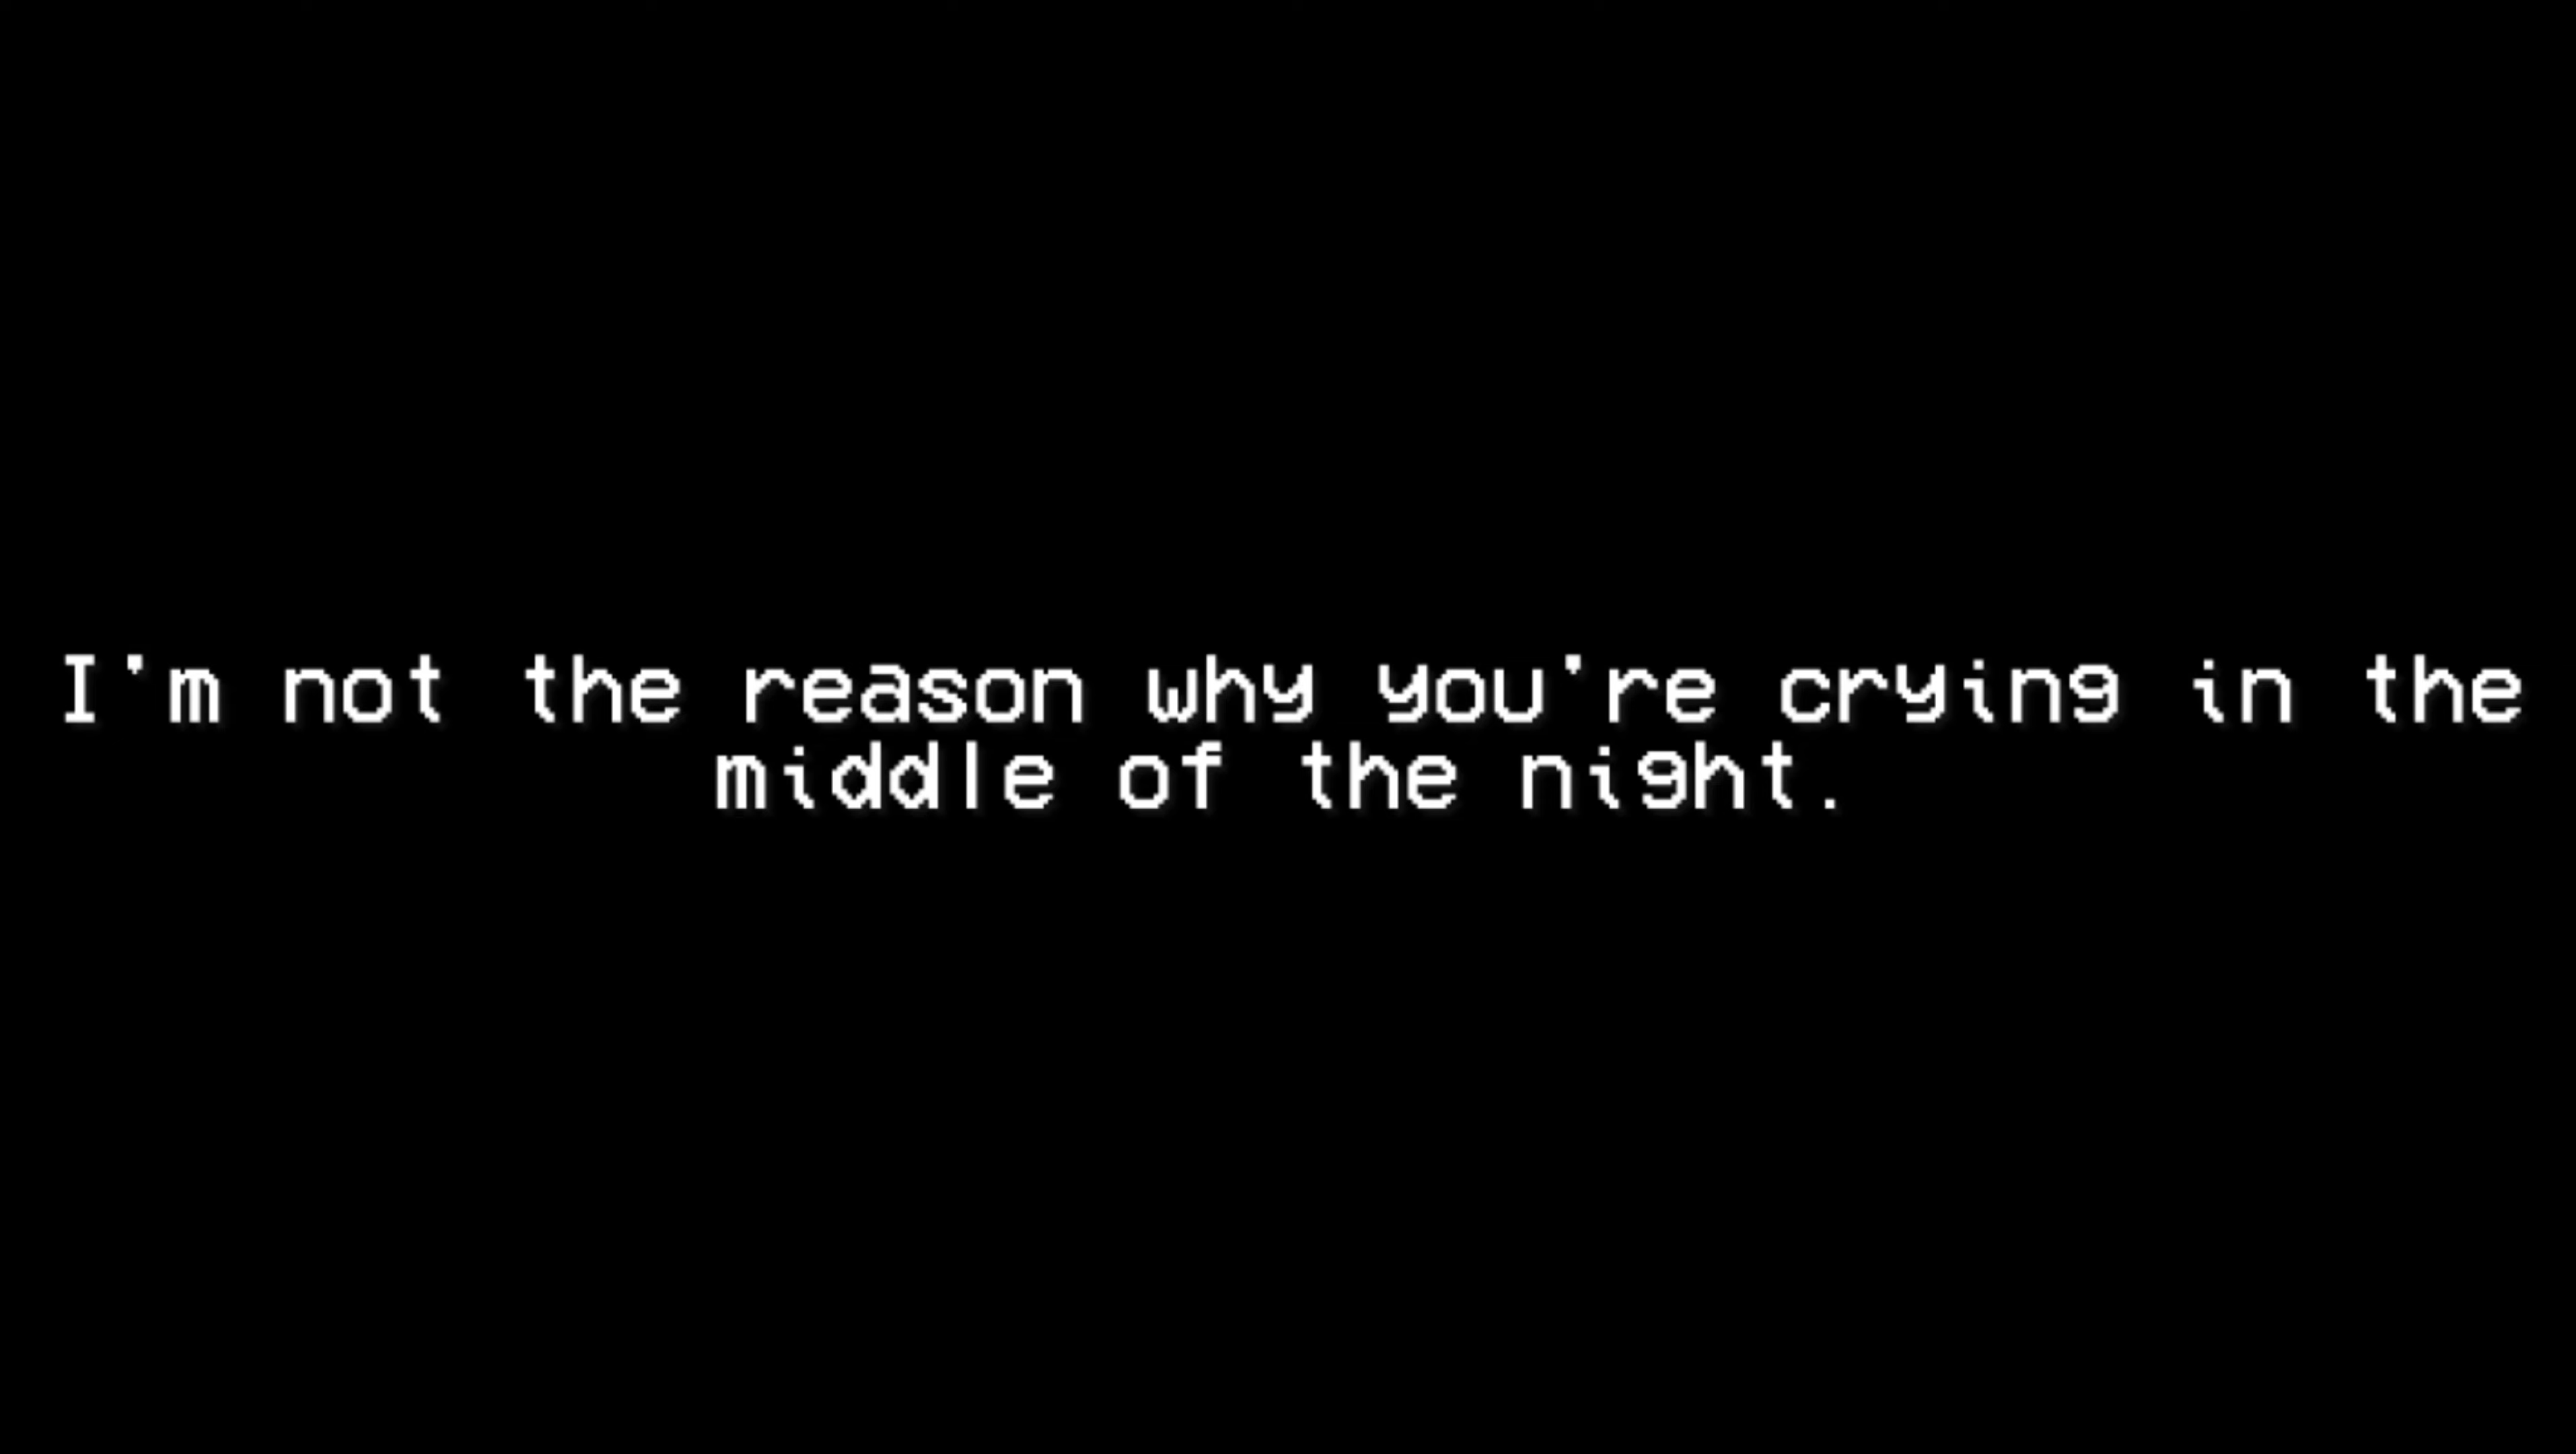 I'm not the reason why you're crying in the
middle of the night.